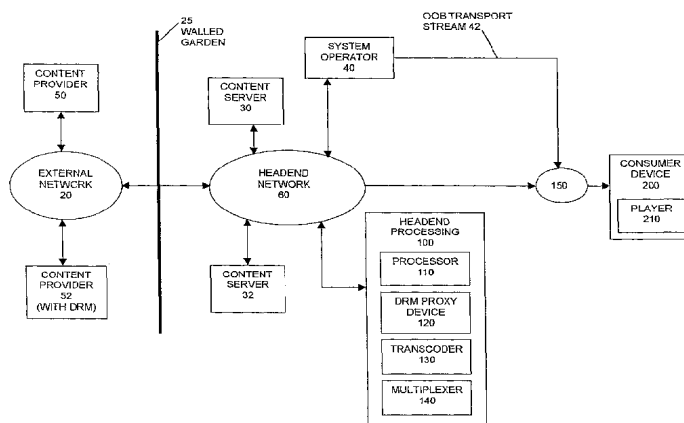 25
WALLED
GARDEN
OOB TRANSPORT
STREAM 42
SYSTEM
OPERATOR
40
CONTENT
PROVIDER
50
CONTENT
SERVER
30
EXTERNAL
NETWORK
20
HEADEND
NETWORK
60
150
CONSUMER
DEVICE
200
PLAYER
210
CONTENT
PROVIDER
52
(WITH DRM)
CONTENT
SERVER
32
HEADEND
PROCESSING
100
PROCESSOR
110
DRM PROXY
DEVICE
120
TRANSCODER
130
MULTIPLEXER
140